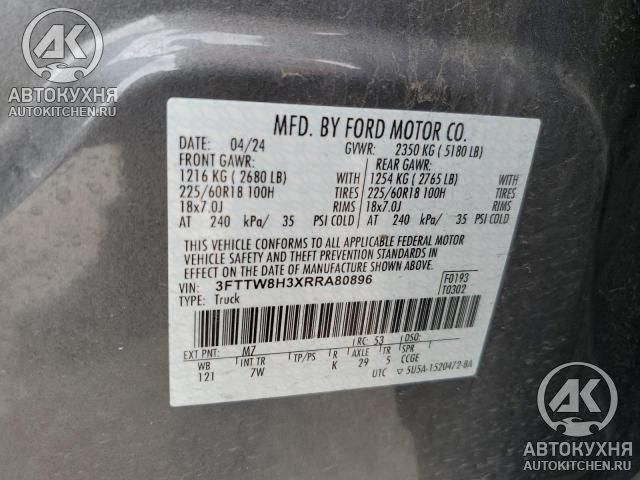 АК
АВТОКУХНЯ
AUTOKITCHEN.RU
MFD. BY FORD MOTOR CO.
DATE: 04/24 GVWR: 2350 KG ( 5180 LB)
FRONT GAWR: REAR GAWR:
1216 KG ( 2680 LB) 1254 KG ( 2765 LB)
225/60R18 100H TIRES 225/60R18 100H TIRES
18x7.0J RIMS 18x7.0J RIMS
AT 240 kPa/ 35 PSI COLD AT 240 kPa/ 35 PSI COLD
THIS VEHICLE CONFORMS TO ALL APPLICABLE FEDERAL MOTOR
VEHICLE SAFETY AND THEFT PREVENTION STANDARDS IN
EFFECT ON THE DATE OF MANUFACTURE SHOWN ABOVE.
VIN: 3FTTW8H3XRRA80896 F0193
TYPE: Truck T0302
EXT PNT: M7 RC: 53 DSO:
WB INT TR TP/PS R AXLE TR SPR
121 7W K 29 5 CCGE
UTC ▽ 5U5A-1520472-BA
АК
АВТОКУХНЯ
AUTOKITCHEN.RU